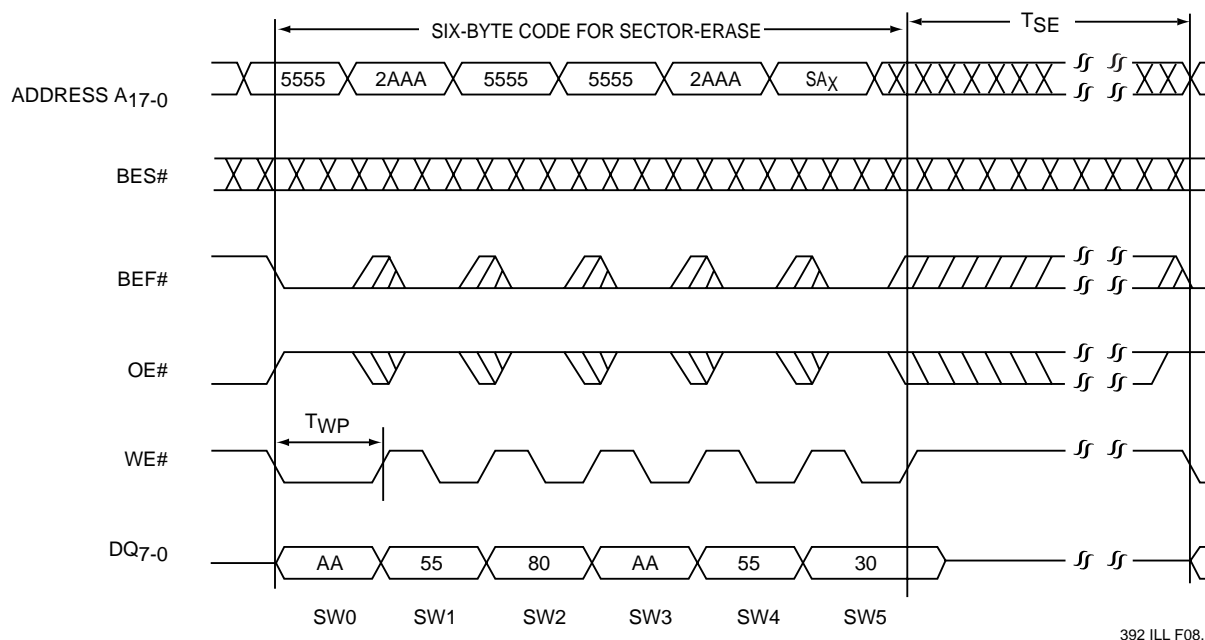 SIX-BYTE CODE FOR SECTOR-ERASE
TSE
ADDRESS A17-0
5555 2AAA 5555 5555 2AAA SAX
BES#
BEF#
OE#
TWP
WE#
DQ7-0
AA 55 80 AA 55 30
SW0 SW1 SW2 SW3 SW4 SW5
392 ILL F08.